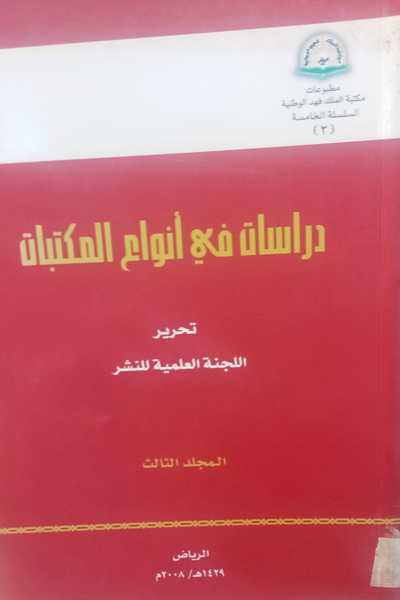 مطبوعات
مكتبة الملك فهد الوطنية
السلسلة الخامسة
(٣)
دراسات في أنواع المكتبات
تحرير
اللجنة العلمية للنشر
المجلد الثالث
الرياض
١٤٢٩هـ/٢٠٠٨م